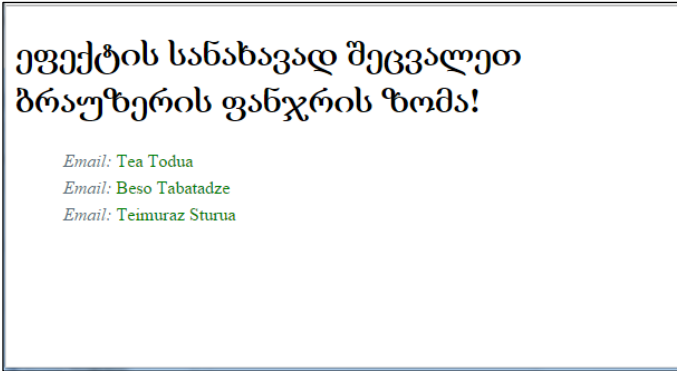 ეფექტის სანახავად შეცვალეთ
ბრაუზერის ფანჯრის ზომა!
Email: Tea Todua
Email: Beso Tabatadze
Email: Teimuraz Sturua